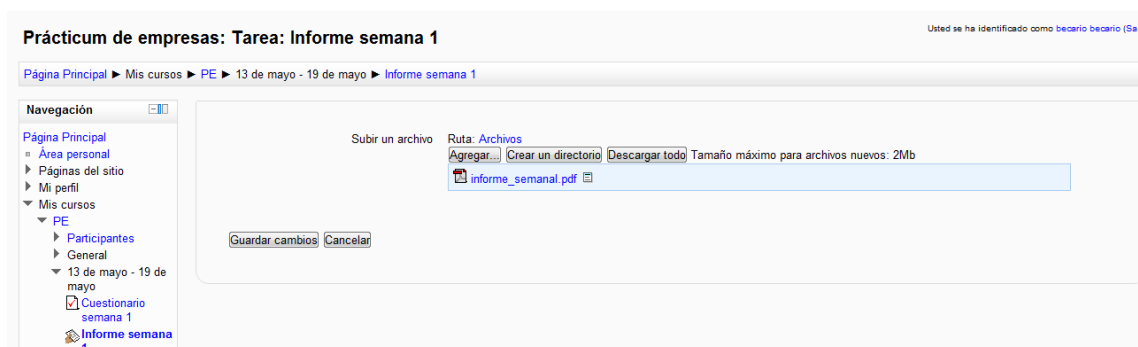 Prácticum de empresas: Tarea: Informe semana 1
Usted se ha identificado como becario becario (Sa
Página Principal ► Mis cursos ► PE ► 13 de mayo - 19 de mayo ► Informe semana 1
Navegación
Página Principal
Área personal
Páginas del sitio
Mi perfil
Mis cursos
PE
Participantes
General
13 de mayo - 19 de
mayo
Cuestionario
semana 1
Informe semana
Subir un archivo
Ruta: Archivos
Agregar... Crear un directorio Descargar todo Tamaño máximo para archivos nuevos: 2Mb
informe_semanal.pdf
Guardar cambios Cancelar